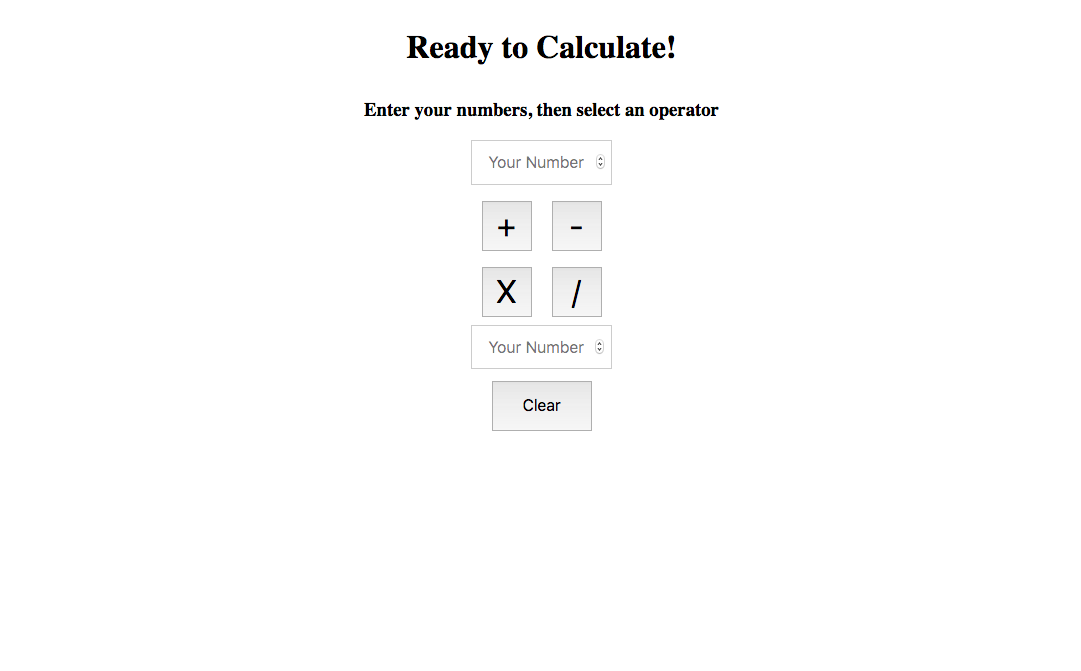 Ready to Calculate!
Enter your numbers, then select an operator
Your Number
+ -
X /
Your Number
Clear